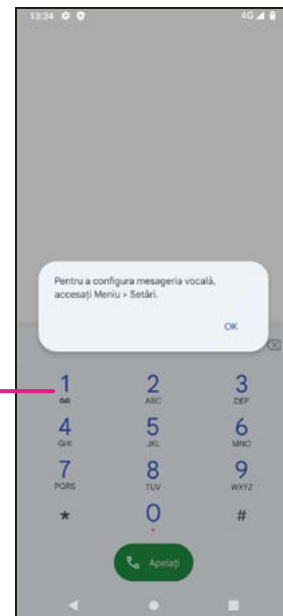 13:34 4G
Pentru a configura mesageria vocală,
accesați Meniu > Setări.
OK
1 2 3
ABC DEF
4 5 6
GHI JKL MNO
7 8 9
PQRS TUV WXYZ
* 0 #
+
Apelați